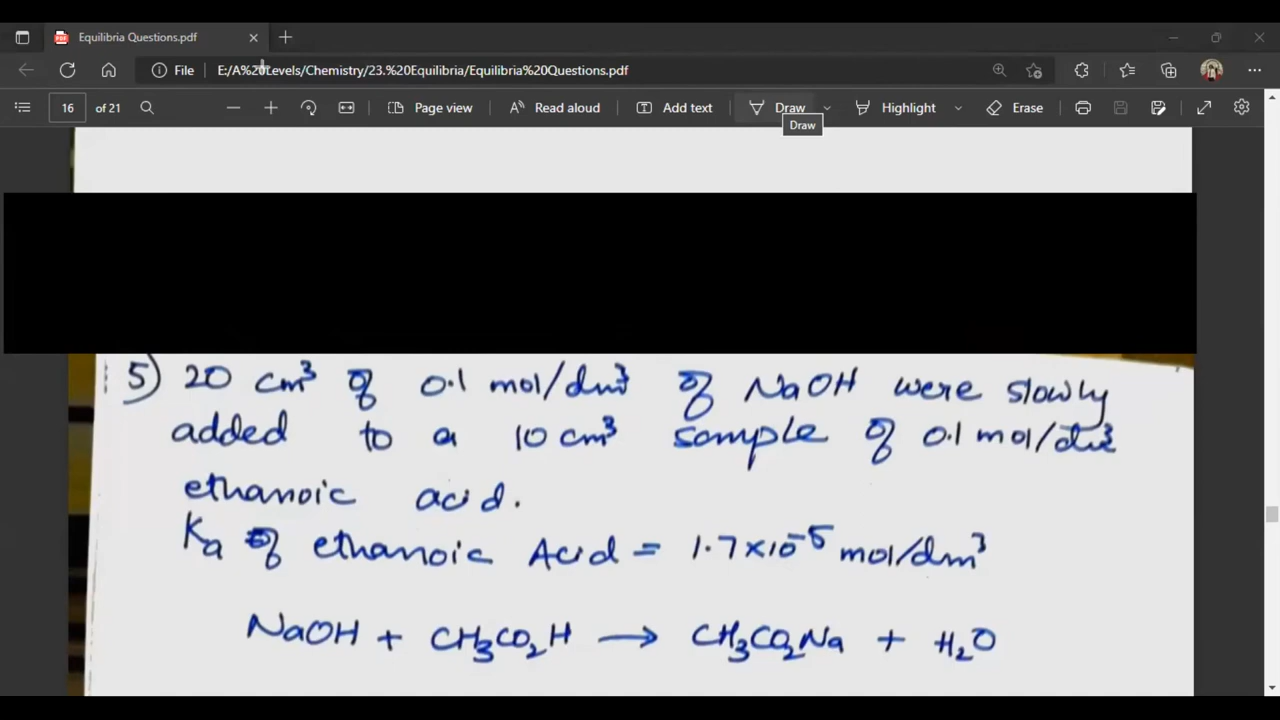 Equilibria Questions.pdf
File E:/A%20Levels/Chemistry/23.%20Equilibria/Equilibria%20Questions.pdf
16 of 21 Page view Read aloud Add text Draw Highlight Erase
Draw
5) 20 cm³ of 0.1 mol/dm³ of NaOH were slowly
added to a 10 cm³ sample of 0.1 mol/dm³
ethanoic acid.
Ka of ethanoic Acid = 1.7×10⁻⁵ mol/dm³
NaOH + CH₃CO₂H → CH₃CO₂Na + H₂O